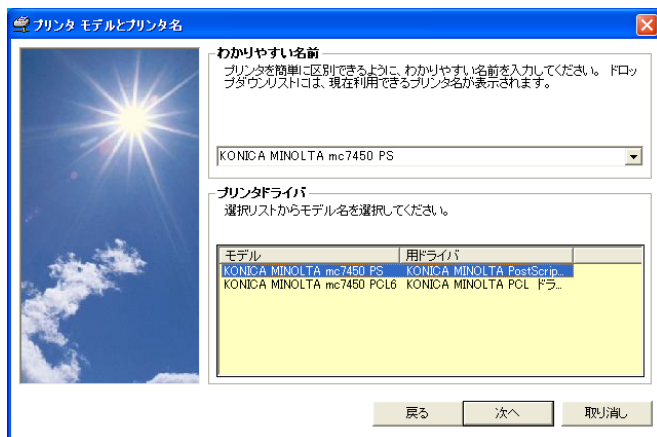 プリンタ モデルとプリンタ名
わかりやすい名前
プリンタを簡単に区別できるように、わかりやすい名前を入力してください。 ドロッ
プダウンリストには、現在利用できるプリンタ名が表示されます。
KONICA MINOLTA mc7450 PS
プリンタドライバ
選択リストからモデル名を選択してください。
モデル 用ドライバ
KONICA MINOLTA mc7450 PS KONICA MINOLTA PostScrip...
KONICA MINOLTA mc7450 PCL6 KONICA MINOLTA PCL ドラ...
戻る 次へ 取り消し